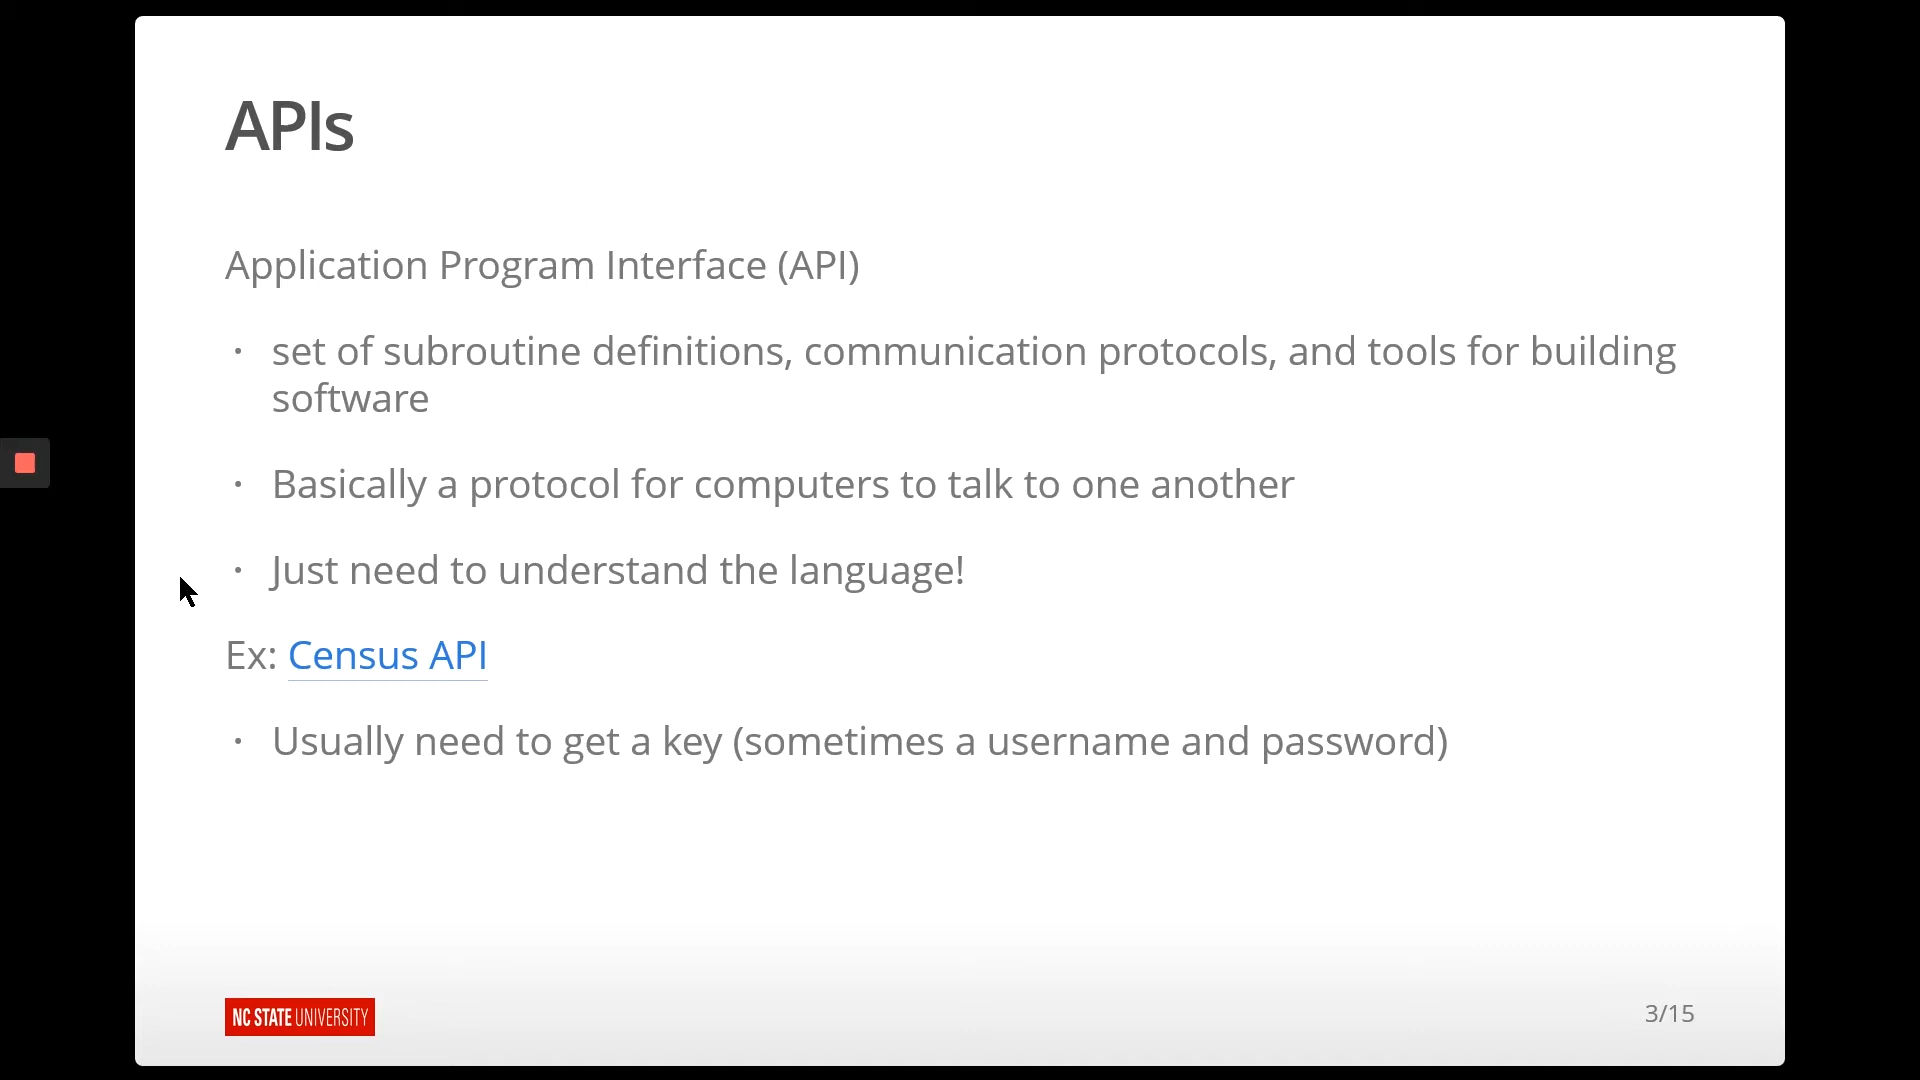 APIs
Application Program Interface (API)
· set of subroutine definitions, communication protocols, and tools for building
software
· Basically a protocol for computers to talk to one another
· Just need to understand the language!
Ex: Census API
· Usually need to get a key (sometimes a username and password)
NC STATE UNIVERSITY
3/15